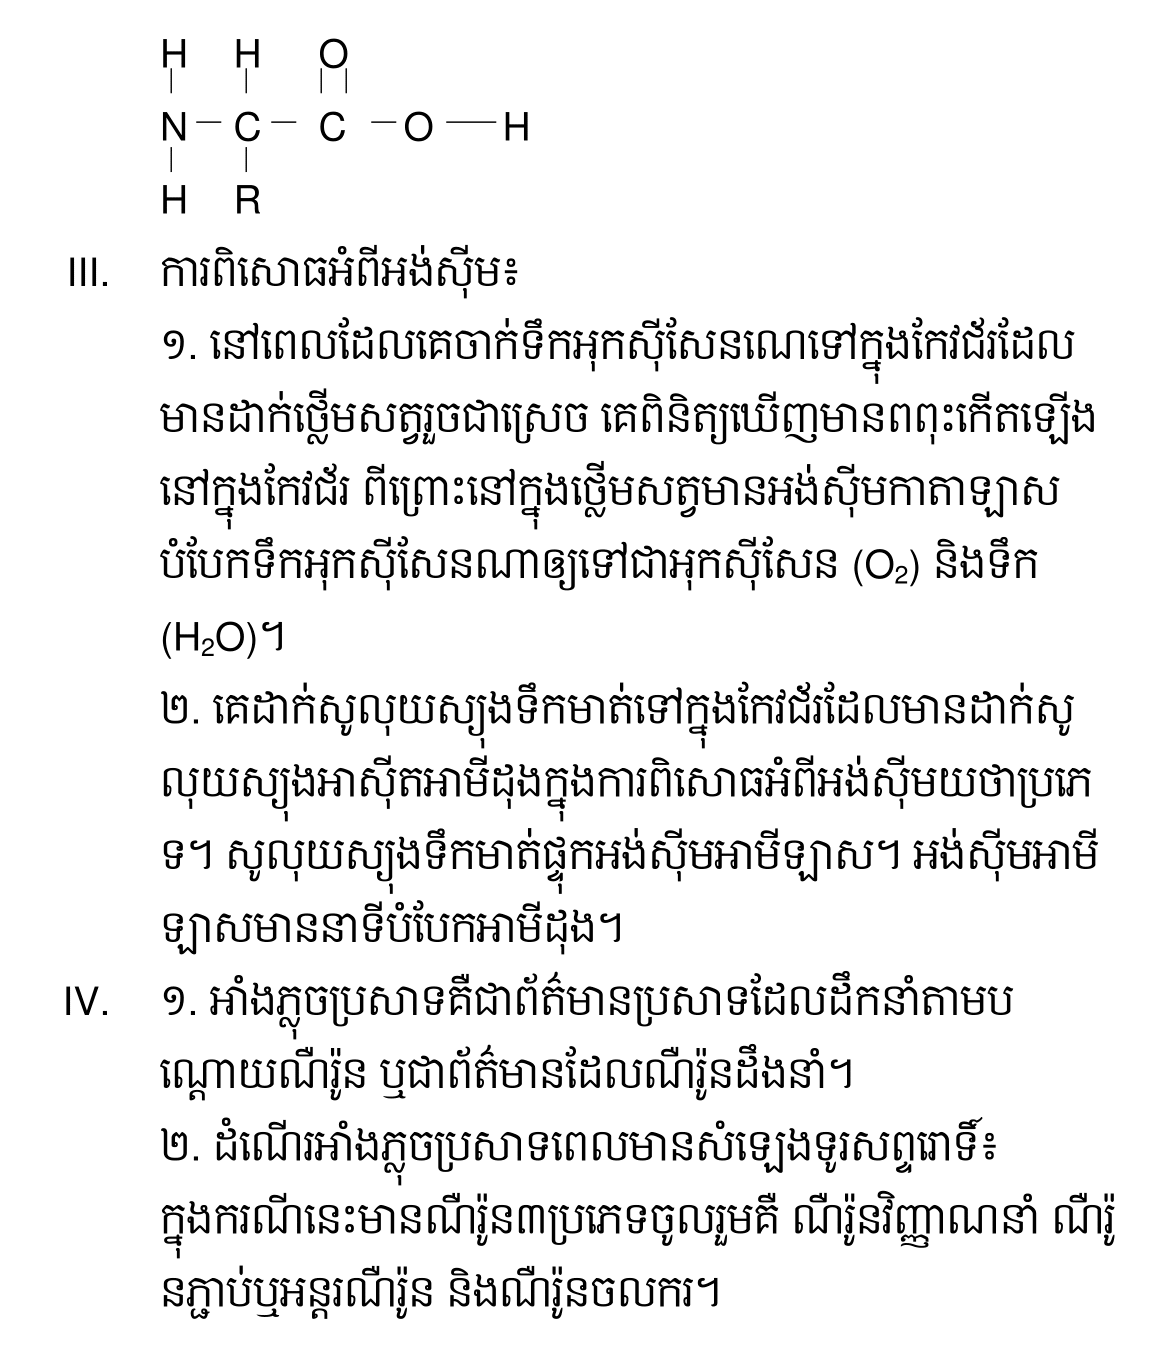 H H O
N C C O H
H R
III. ការពិសោធអំពីអង់ស៊ីម៖
១. នៅពេលដែលគេចាក់ទឹកអុកស៊ីសែនណេទៅក្នុងកែវជ័រដែល
មានដាក់ថ្លើមសត្វរួចជាស្រេច គេពិនិត្យឃើញមានពពុះកើតឡើង
នៅក្នុងកែវជ័រ ពីព្រោះនៅក្នុងថ្លើមសត្វមានអង់ស៊ីមកាតាឡាស
បំបែកទឹកអុកស៊ីសែនណាឲ្យទៅជាអុកស៊ីសែន (O₂) និងទឹក
(H₂O)។
២. គេដាក់សូលុយស្យុងទឹកមាត់ទៅក្នុងកែវជ័រដែលមានដាក់សូ
លុយស្យុងអាស៊ីតអាមីដុងក្នុងការពិសោធអំពីអង់ស៊ីមយថាប្រភេ
ទ។ សូលុយស្យុងទឹកមាត់ផ្ទុកអង់ស៊ីមអាមីឡាស។ អង់ស៊ីមអាមី
ឡាសមាននាទីបំបែកអាមីដុង។
IV. ១. អាំងភ្លុចប្រសាទគឺជាព័ត៌មានប្រសាទដែលដឹកនាំតាមប
ណ្តោយណឺរ៉ូន ឬជាព័ត៌មានដែលណឺរ៉ូនដឹងនាំ។
២. ដំណើរអាំងភ្លុចប្រសាទពេលមានសំឡេងទូរសព្ទរោទិ៍៖
ក្នុងករណីនេះមានណឺរ៉ូន៣ប្រភេទចូលរួមគឺ ណឺរ៉ូនវិញ្ញាណនាំ ណឺរ៉ូ
នភ្ជាប់ឬអន្តរណឺរ៉ូន និងណឺរ៉ូនចលករ។